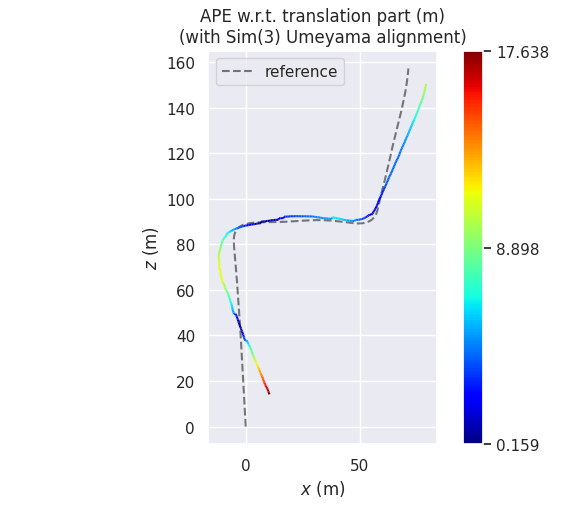 APE w.r.t. translation part (m)
(with Sim(3) Umeyama alignment)
reference
160
140
120
100
80
60
40
20
0
z (m)
0
50
x (m)
17.638
8.898
0.159